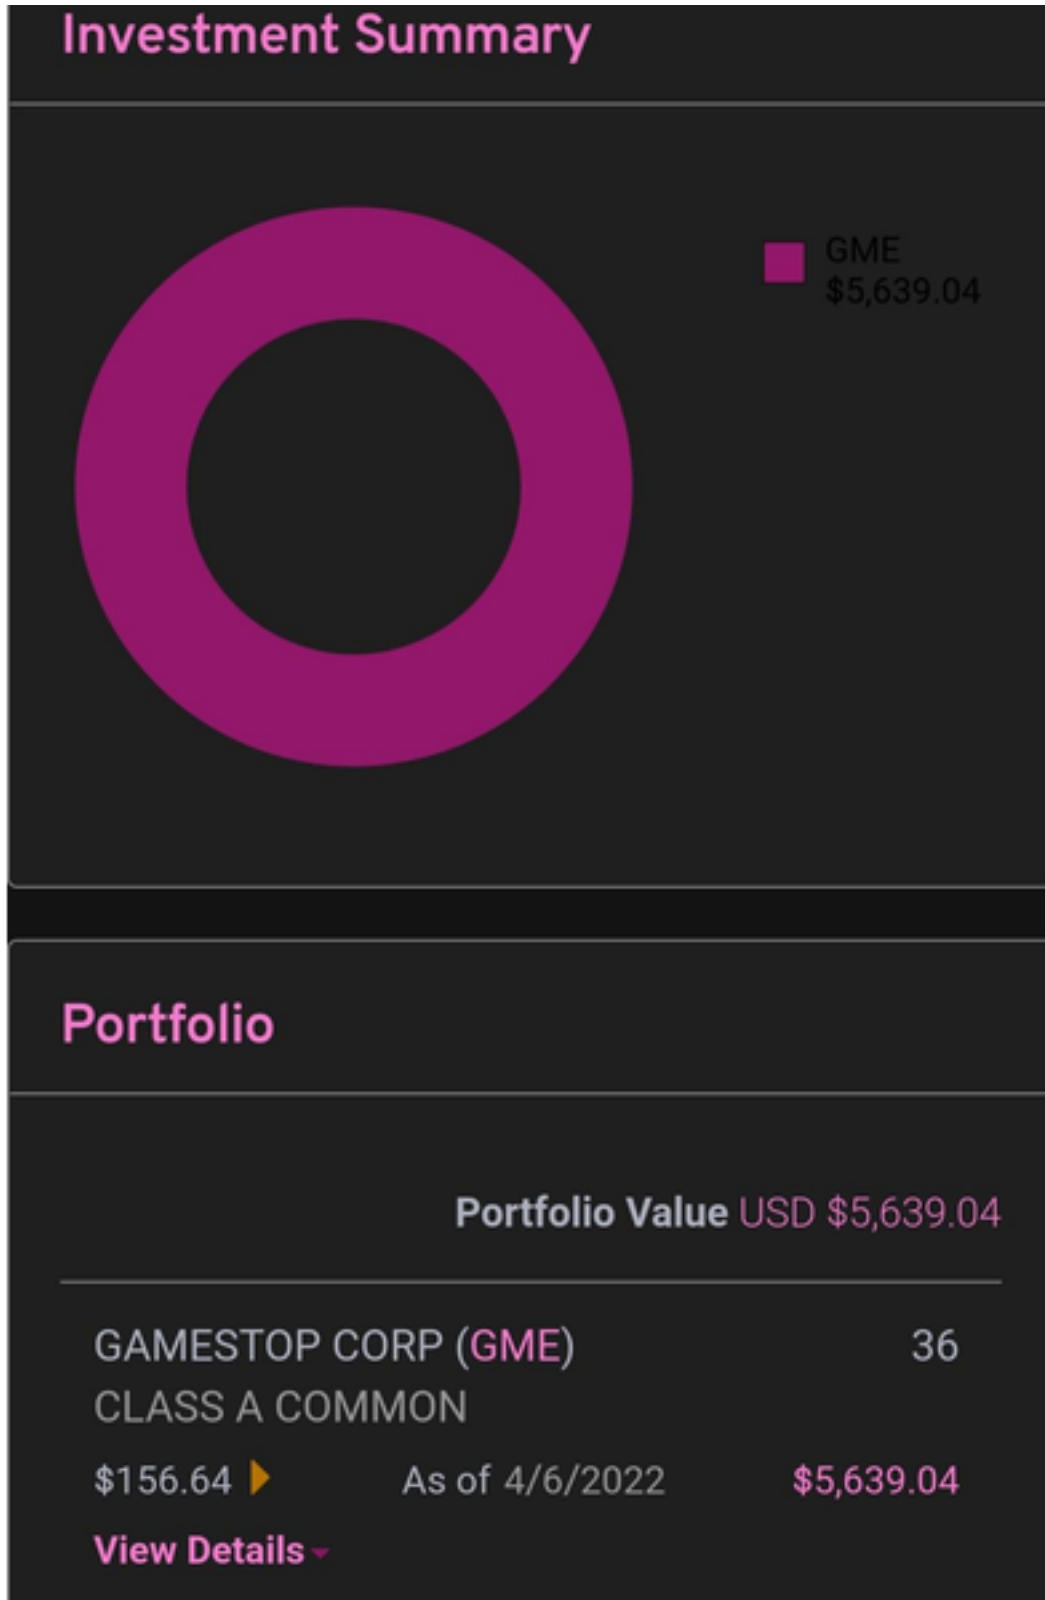 Investment Summary
GME
$5,639.04
Portfolio
Portfolio Value USD $5,639.04
GAMESTOP CORP (GME) 36
CLASS A COMMON
$156.64 As of 4/6/2022 $5,639.04
View Details